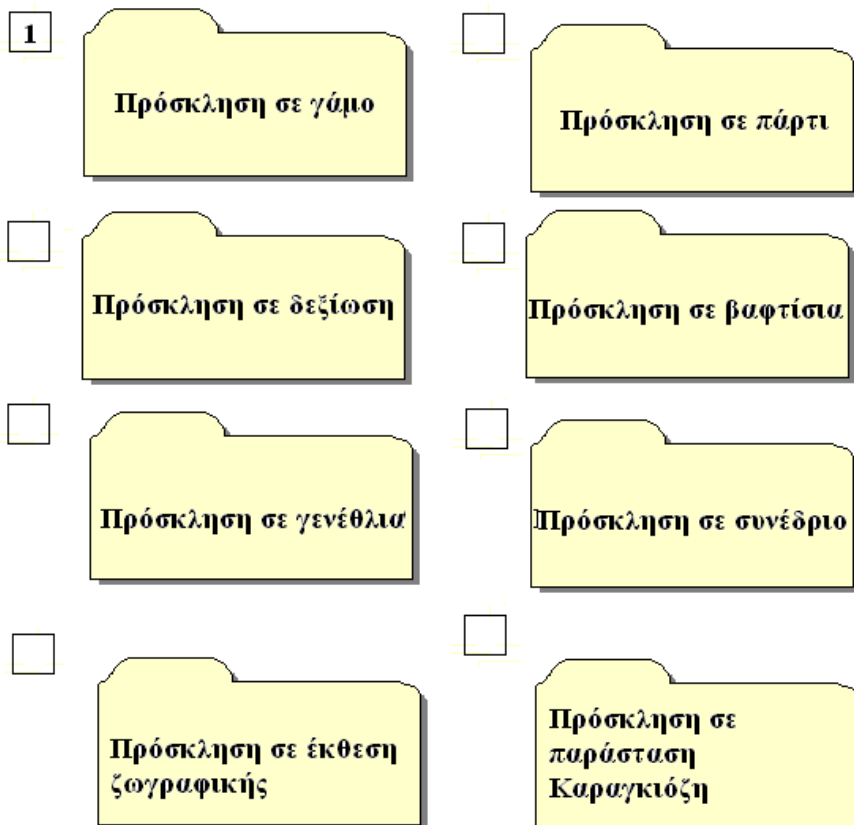 1
Πρόσκληση σε γάμο
Πρόσκληση σε πάρτι
Πρόσκληση σε δεξίωση
Πρόσκληση σε βαφτίσια
Πρόσκληση σε γενέθλια
Πρόσκληση σε συνέδριο
Πρόσκληση σε έκθεση
ζωγραφικής
Πρόσκληση σε
παράσταση
Καραγκιόζη